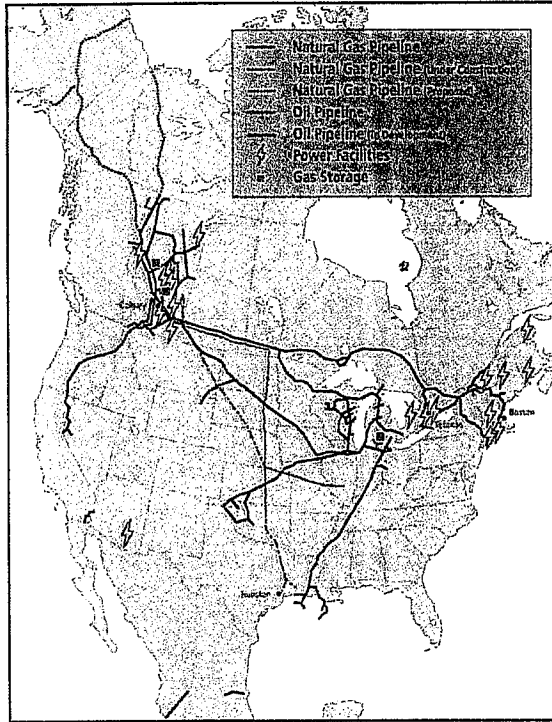 Natural Gas Pipeline
Natural Gas Pipeline (Under Construction)
Natural Gas Pipeline (Proposed)
Oil Pipeline
Oil Pipeline (In Development)
Power Facilities
Gas Storage
Calgary
Toronto
Boston
Houston